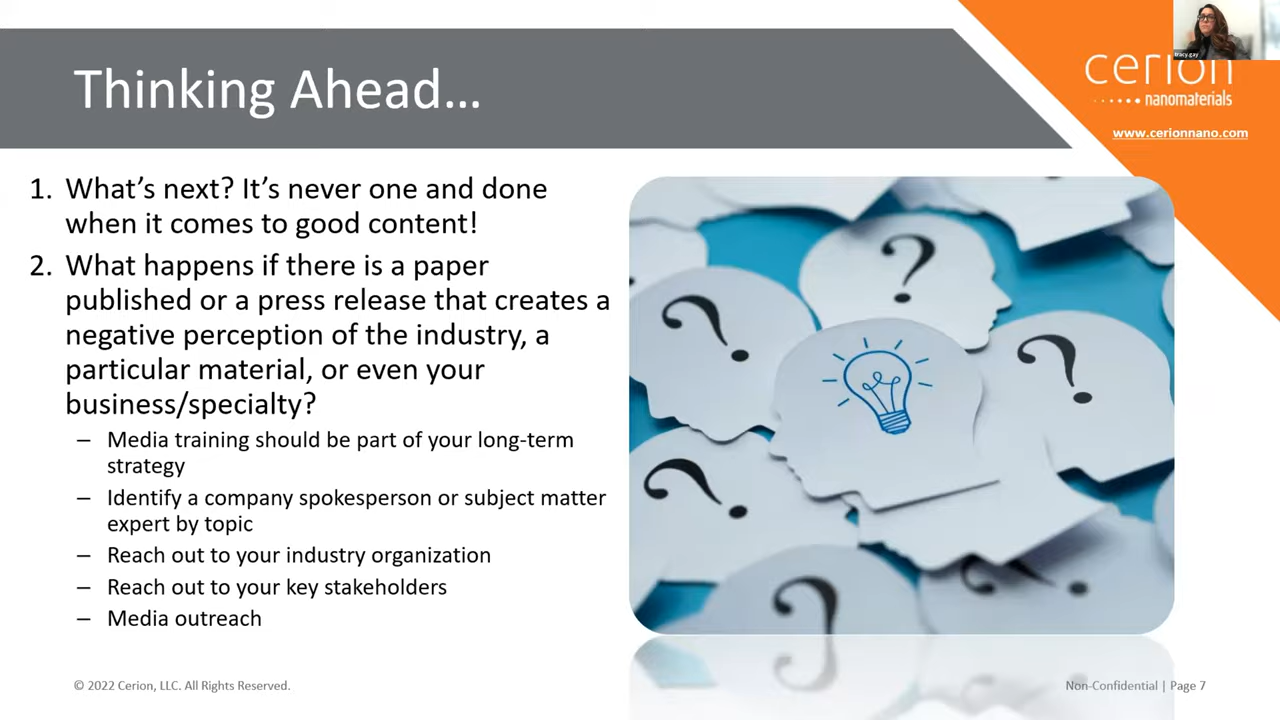 Thinking Ahead...
tracy.gay
cerion
nanomaterials
www.cerionnano.com
1. What's next? It's never one and done
when it comes to good content!
2. What happens if there is a paper
published or a press release that creates a
negative perception of the industry, a
particular material, or even your
business/specialty?
– Media training should be part of your long-term
strategy
– Identify a company spokesperson or subject matter
expert by topic
– Reach out to your industry organization
– Reach out to your key stakeholders
– Media outreach
?
?
?
?
?
?
© 2022 Cerion, LLC. All Rights Reserved.
Non-Confidential | Page 7